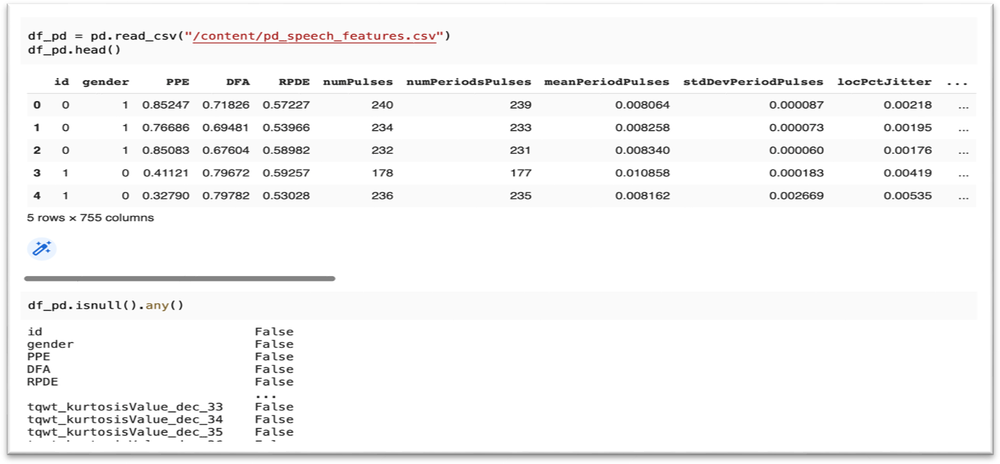 df_pd = pd.read_csv("/content/pd_speech_features.csv")
df_pd.head()
id gender PPE DFA RPDE numPulses numPeriodsPulses meanPeriodPulses stdDevPeriodPulses locPctJitter ...
0 0 1 0.85247 0.71826 0.57227 240 239 0.008064 0.000087 0.00218 ...
1 0 1 0.76686 0.69481 0.53966 234 233 0.008258 0.000073 0.00195 ...
2 0 1 0.85083 0.67604 0.58982 232 231 0.008340 0.000060 0.00176 ...
3 1 0 0.41121 0.79672 0.59257 178 177 0.010858 0.000183 0.00419 ...
4 1 0 0.32790 0.79782 0.53028 236 235 0.008162 0.002669 0.00535 ...
5 rows × 755 columns
df_pd.isnull().any()
id False
gender False
PPE False
DFA False
RPDE False
...
tqwt_kurtosisValue_dec_33 False
tqwt_kurtosisValue_dec_34 False
tqwt_kurtosisValue_dec_35 False